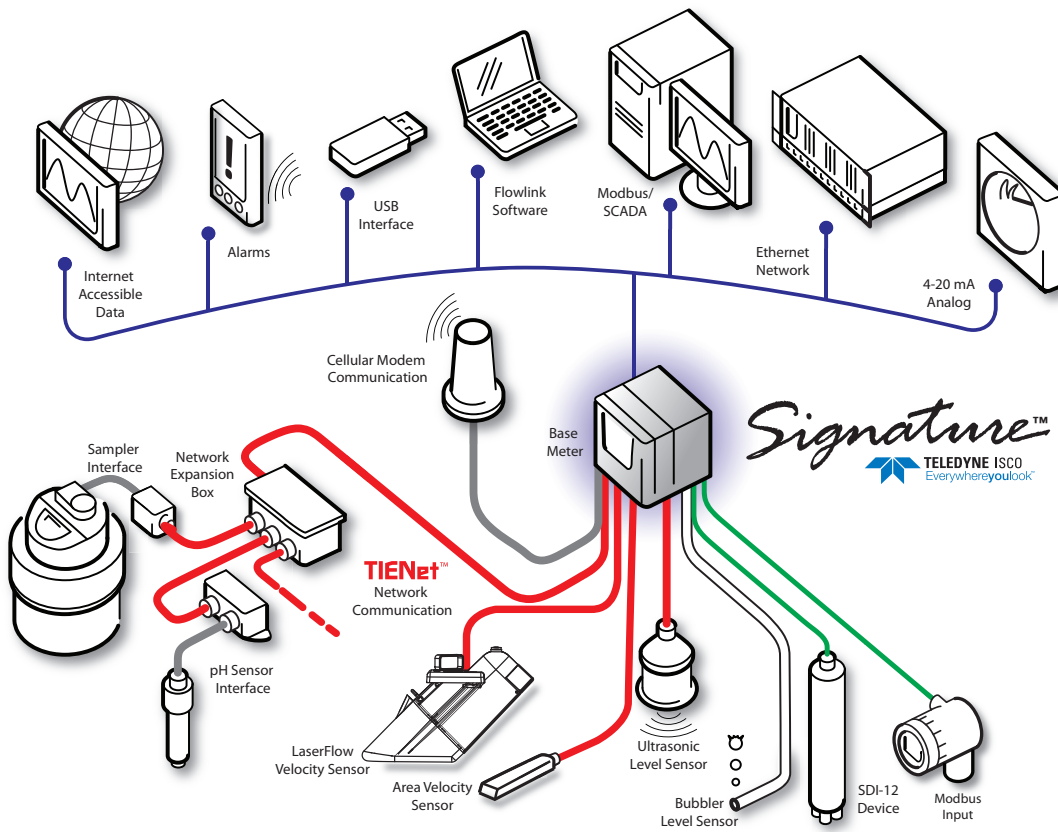 Internet
Accessible
Data
Alarms
USB
Interface
Flowlink
Software
Modbus/
SCADA
Ethernet
Network
4-20 mA
Analog
Cellular Modem
Communication
Base
Meter
Signature™
TELEDYNE ISCO
Everywhereyoulook™
Sampler
Interface
Network
Expansion
Box
TIENet™
Network
Communication
pH Sensor
Interface
LaserFlow
Velocity Sensor
Area Velocity
Sensor
Ultrasonic
Level Sensor
Bubbler
Level Sensor
SDI-12
Device
Modbus
Input